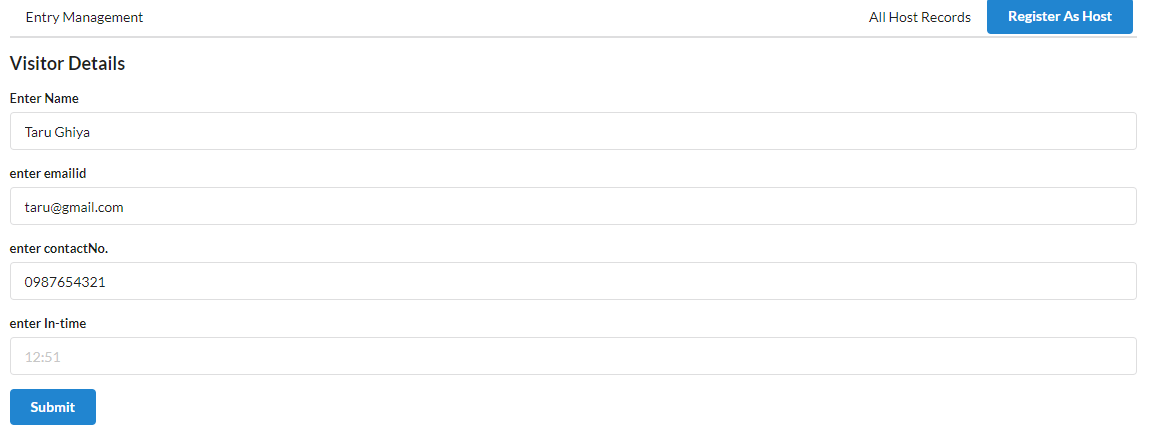 Entry Management All Host Records Register As Host
Visitor Details
Enter Name
Taru Ghiya
enter emailid
taru@gmail.com
enter contactNo.
0987654321
enter In-time
12:51
Submit